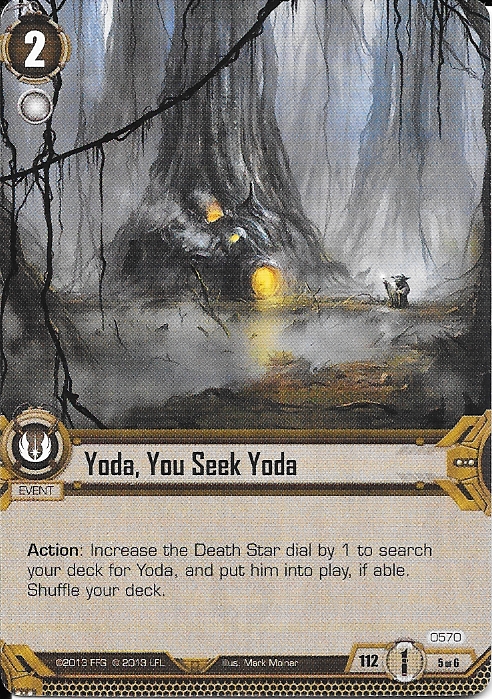 2
Yoda, You Seek Yoda
EVENT
Action: Increase the Death Star dial by 1 to search
your deck for Yoda, and put him into play, if able.
Shuffle your deck.
0570
©2013 FFG © 2013 LFL Illus. Mark Molnar 112 1 5 OF 6